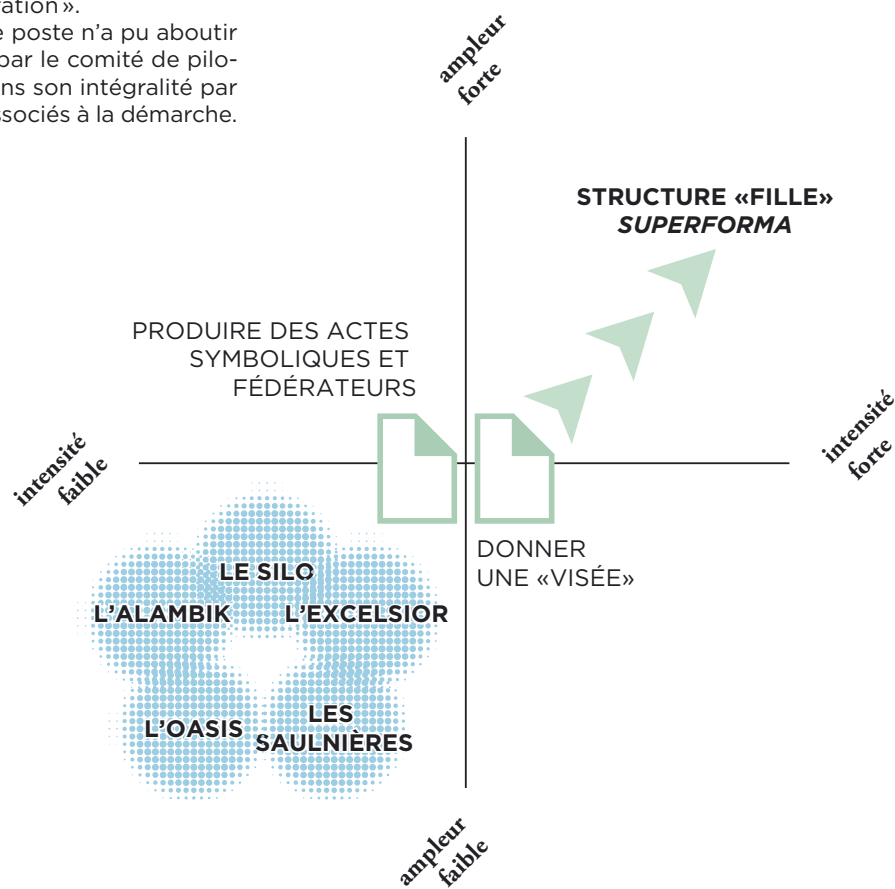 ration ».
e poste n'a pu aboutir
par le comité de pilo-
ns son intégralité par
ssociés à la démarche.
ampleur
forte
STRUCTURE «FILLE»
SUPERFORMA
PRODUIRE DES ACTES
SYMBOLIQUES ET
FÉDÉRATEURS
intensité
faible
intensité
forte
DONNER
UNE «VISÉE»
LE SILO
L'ALAMBIK
L'EXCELSIOR
L'OASIS
LES
SAULNIÈRES
ampleur
faible